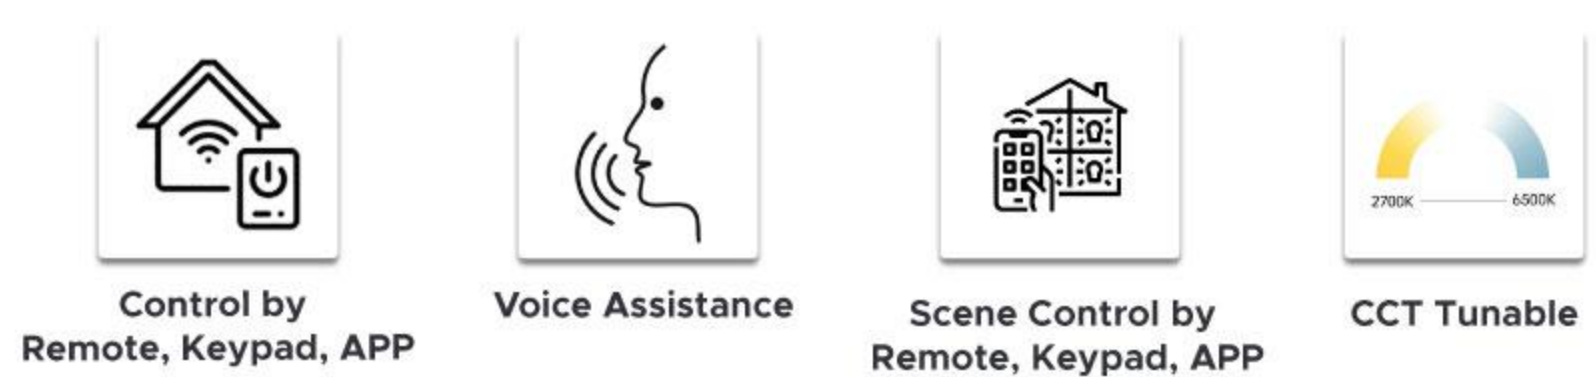 Control by
Remote, Keypad, APP
Voice Assistance
Scene Control by
Remote, Keypad, APP
2700K
6500K
CCT Tunable